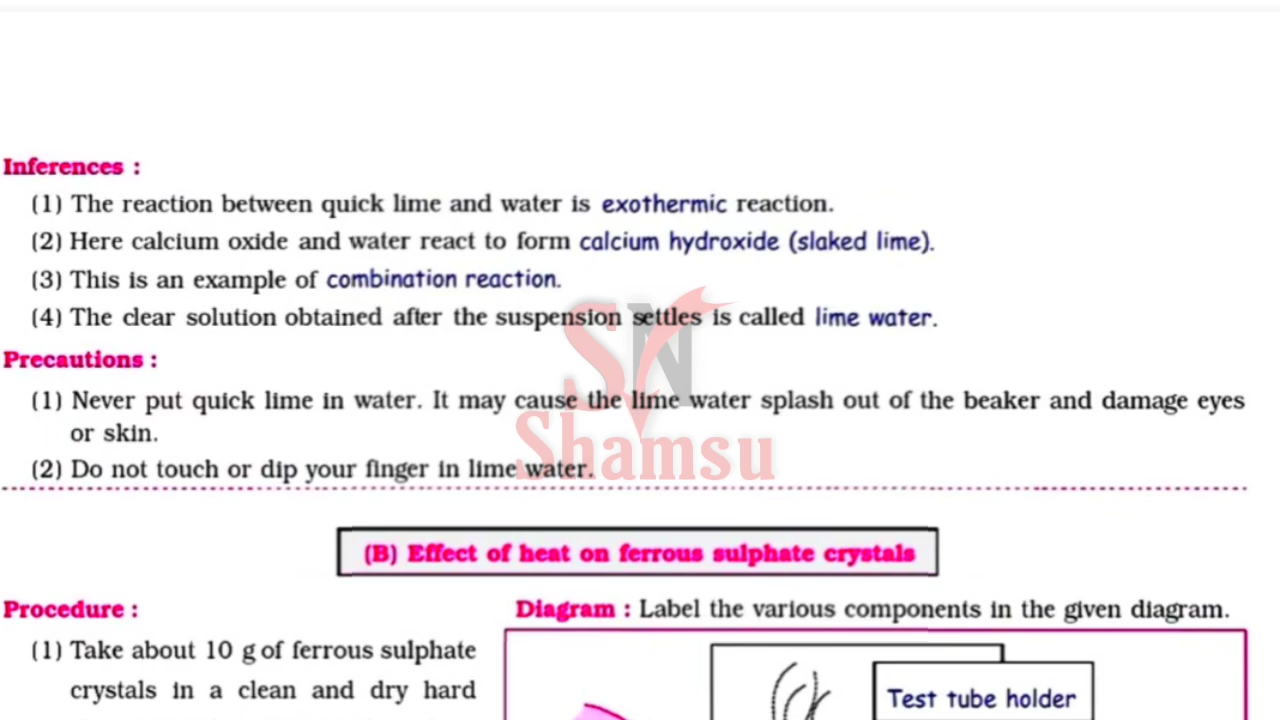 Inferences :
(1) The reaction between quick lime and water is exothermic reaction.
(2) Here calcium oxide and water react to form calcium hydroxide (slaked lime).
(3) This is an example of combination reaction.
(4) The clear solution obtained after the suspension settles is called lime water.
SN
Shamsu
Precautions :
(1) Never put quick lime in water. It may cause the lime water splash out of the beaker and damage eyes
or skin.
(2) Do not touch or dip your finger in lime water.
(B) Effect of heat on ferrous sulphate crystals
Procedure :
(1) Take about 10 g of ferrous sulphate
crystals in a clean and dry hard
Diagram : Label the various components in the given diagram.
Test tube holder